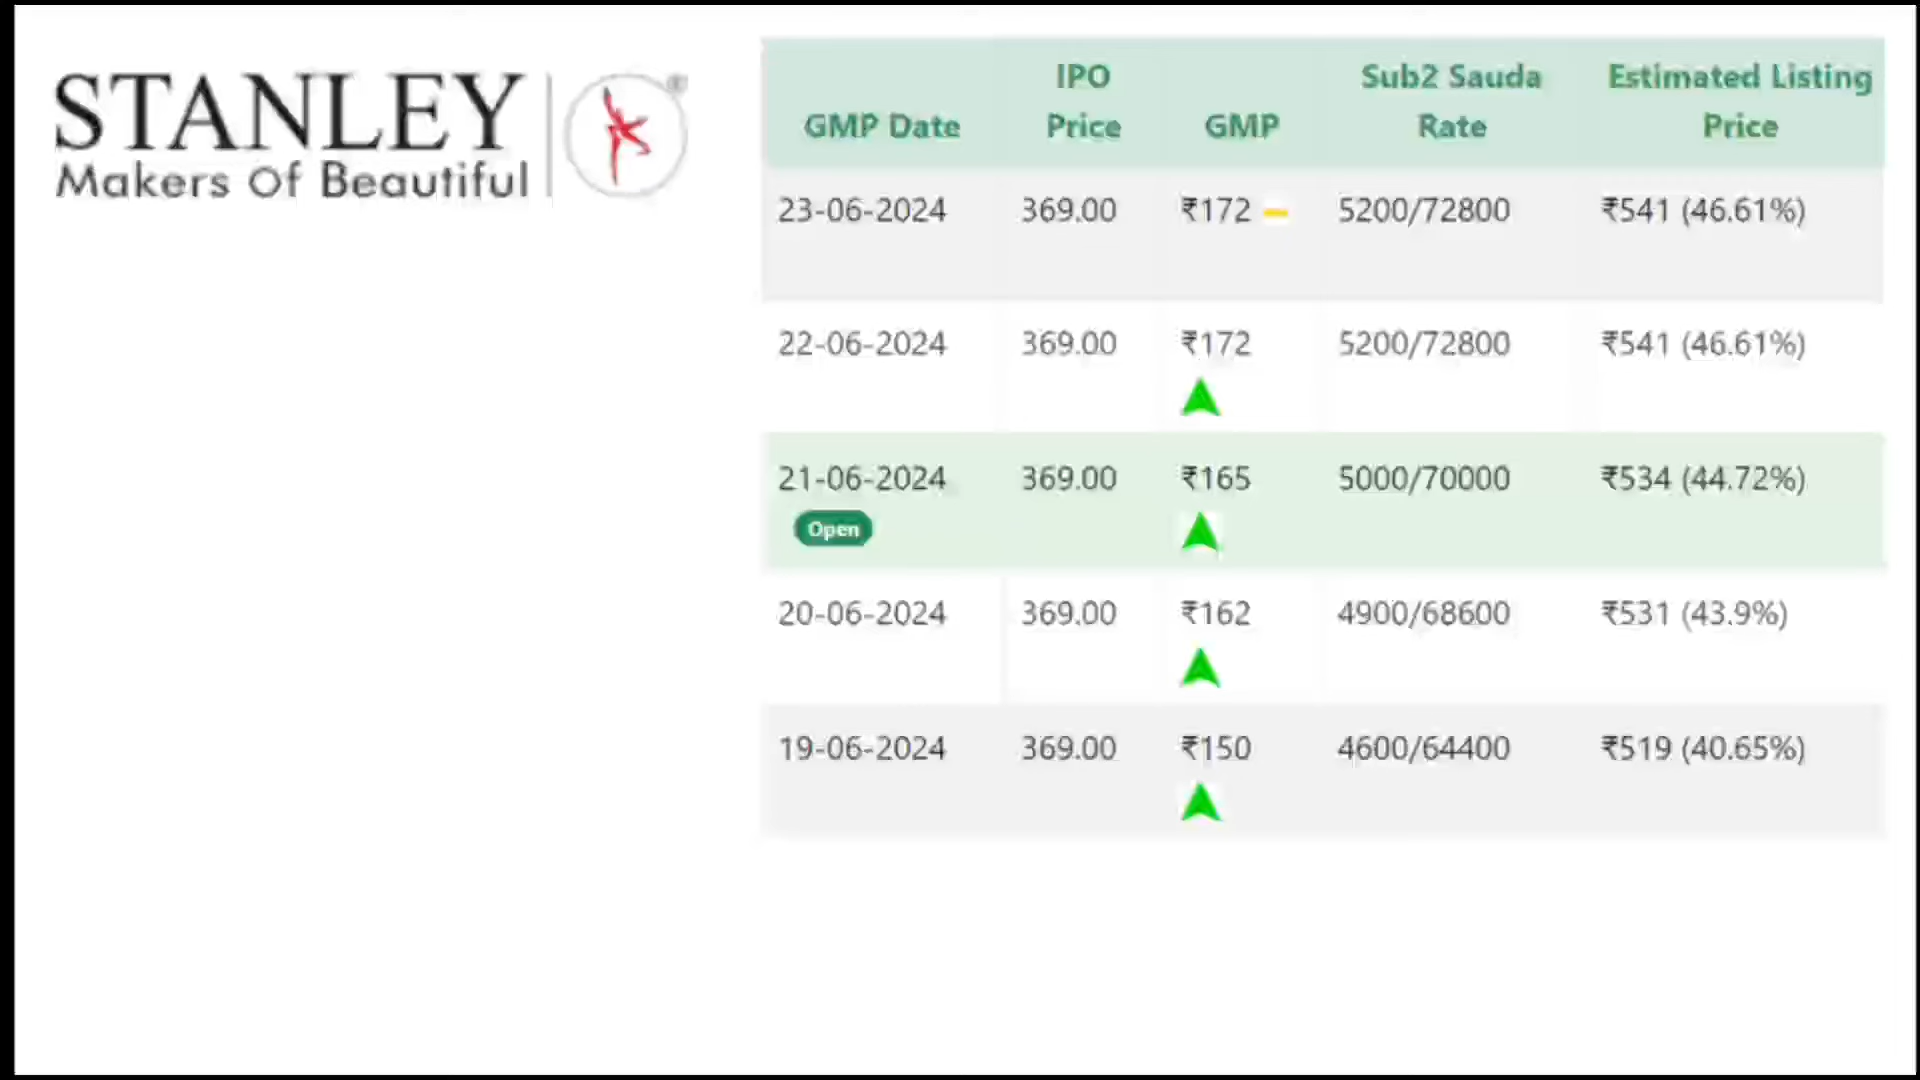 STANLEY
Makers Of Beautiful
®
GMP Date IPO Price GMP Sub2 Sauda Rate Estimated Listing Price
23-06-2024 369.00 ₹172 5200/72800 ₹541 (46.61%)
22-06-2024 369.00 ₹172 5200/72800 ₹541 (46.61%)
21-06-2024 369.00 ₹165 5000/70000 ₹534 (44.72%)
Open
20-06-2024 369.00 ₹162 4900/68600 ₹531 (43.9%)
19-06-2024 369.00 ₹150 4600/64400 ₹519 (40.65%)